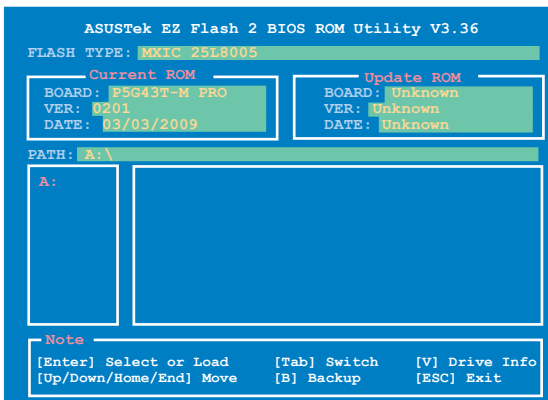 ASUSTek EZ Flash 2 BIOS ROM Utility V3.36
FLASH TYPE: MXIC 25L8005
Current ROM
BOARD: P5G43T-M PRO
VER: 0201
DATE: 03/03/2009
Update ROM
BOARD: Unknown
VER: Unknown
DATE: Unknown
PATH: A:\
A:
Note
[Enter] Select or Load [Tab] Switch [V] Drive Info
[Up/Down/Home/End] Move [B] Backup [ESC] Exit